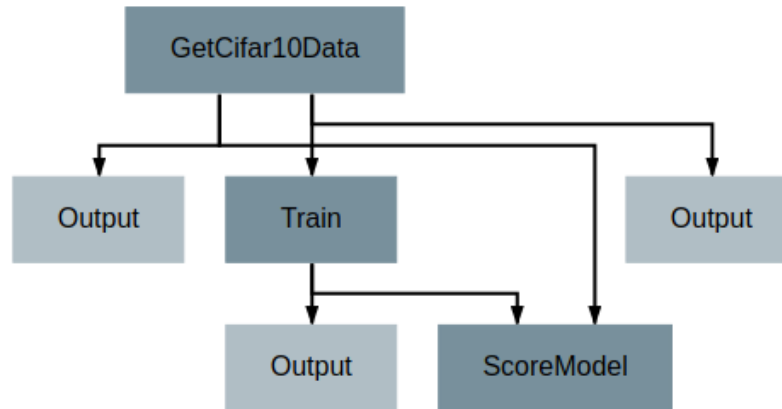 GetCifar10Data
Output
Train
Output
Output
ScoreModel